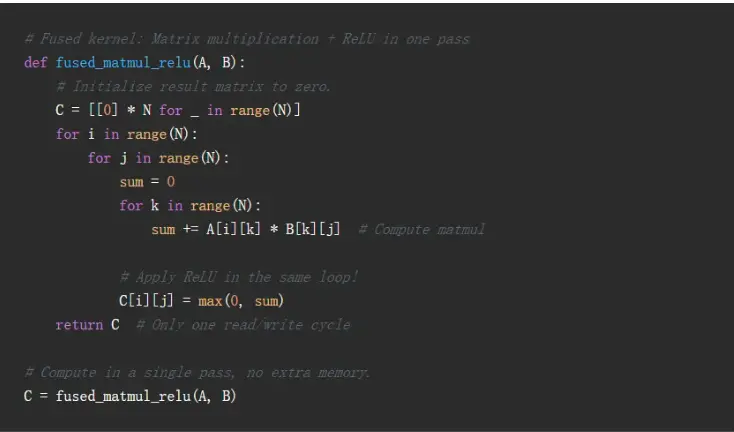 # Fused kernel: Matrix multiplication + ReLU in one pass
def fused_matmul_relu(A, B):
    # Initialize result matrix to zero.
    C = [[0] * N for _ in range(N)]
    for i in range(N):
        for j in range(N):
            sum = 0
            for k in range(N):
                sum += A[i][k] * B[k][j]  # Compute matmul
            # Apply ReLU in the same loop!
            C[i][j] = max(0, sum)
    return C  # Only one read/write cycle
# Compute in a single pass, no extra memory.
C = fused_matmul_relu(A, B)